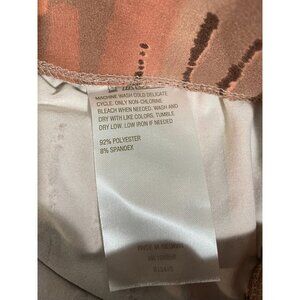 MACHINE WASH COLD DELICATE
CYCLE. ONLY NON-CHLORINE
BLEACH WHEN NEEDED. WASH AND
DRY WITH LIKE COLORS. TUMBLE
DRY LOW. LOW IRON IF NEEDED
92% POLYESTER
8% SPANDEX